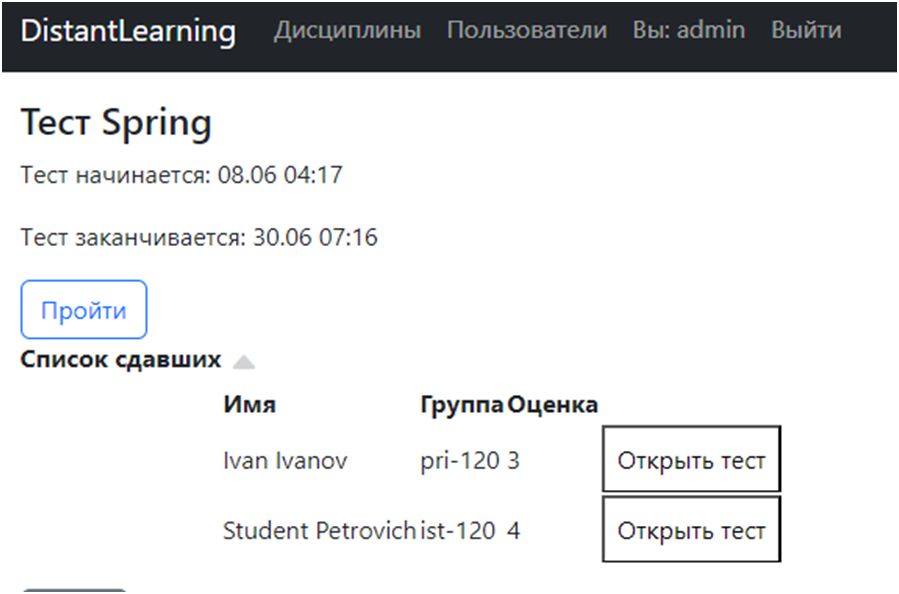 DistantLearning Дисциплины Пользователи Вы: admin Выйти
Тест Spring
Тест начинается: 08.06 04:17
Тест заканчивается: 30.06 07:16
Пройти
Список сдавших
Имя Группа Оценка
Ivan Ivanov pri-120 3 Открыть тест
Student Petrovich ist-120 4 Открыть тест